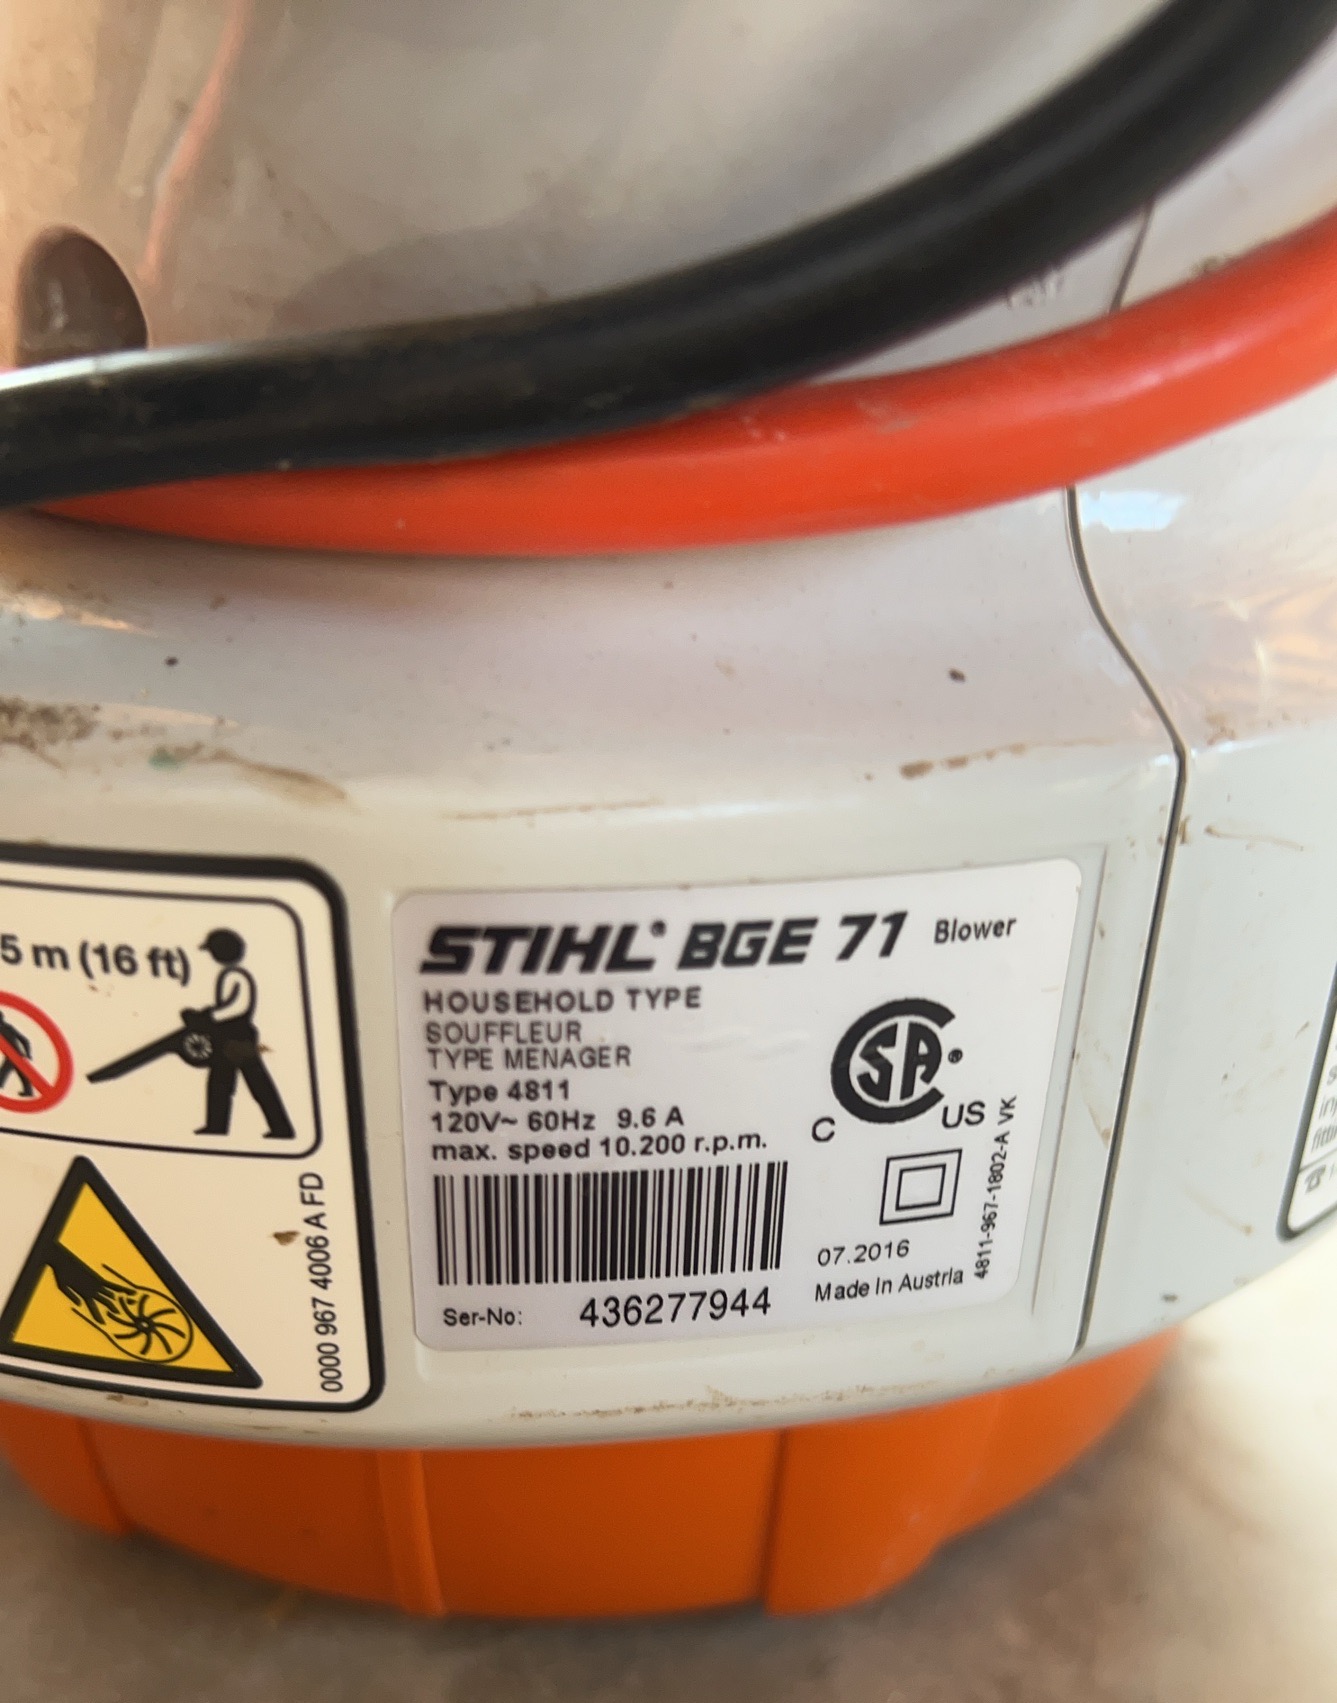 5 m (16 ft)
0000 967 4006 A FD
STIHL® BGE 71 Blower
HOUSEHOLD TYPE
SOUFFLEUR
TYPE MENAGER
Type 4811
120V~ 60Hz 9.6 A
max. speed 10.200 r.p.m.
Ser-No: 436277944
CSA®
C US
07.2016
Made in Austria
4811-967-1802-A VK